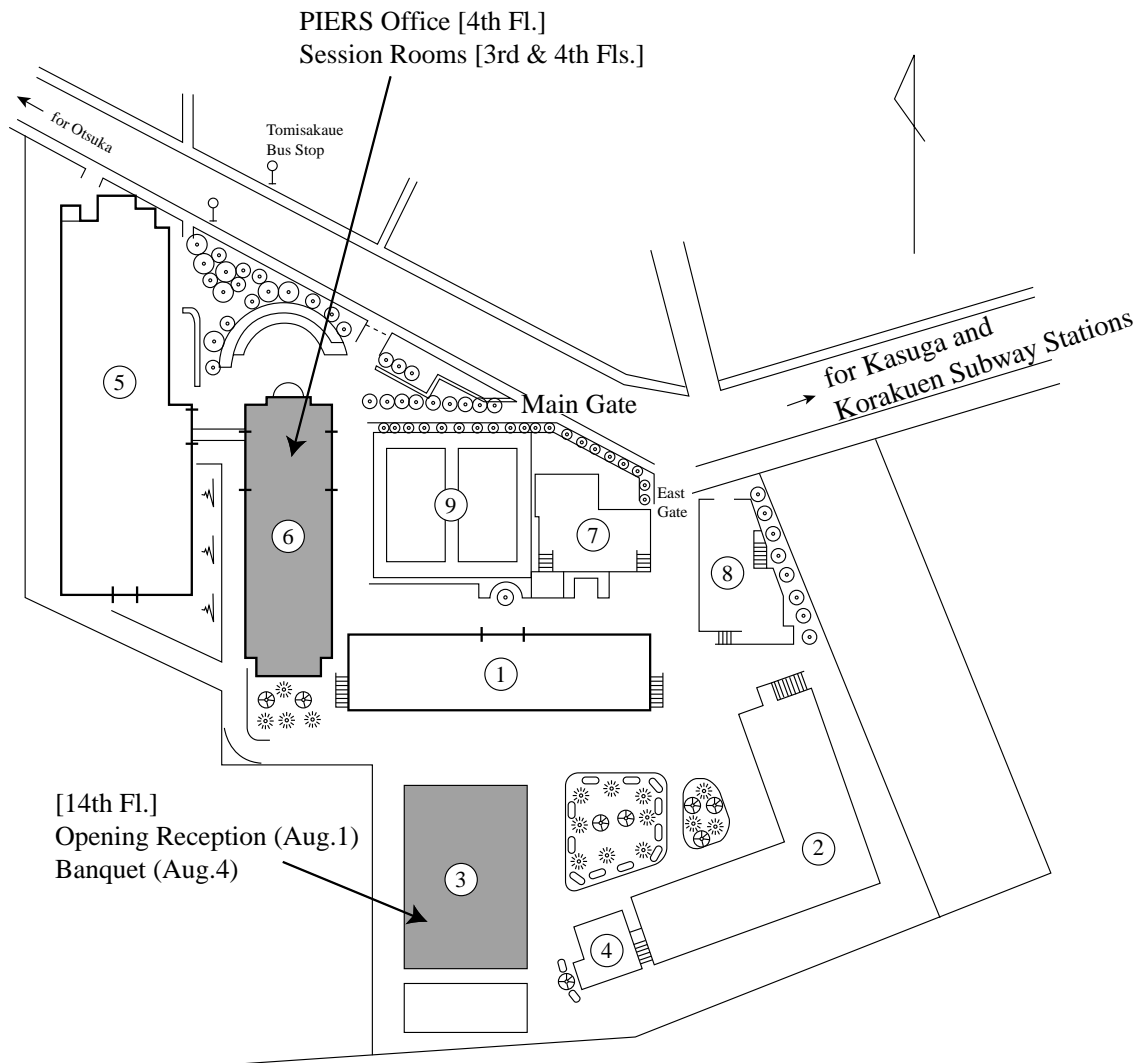 PIERS Office [4th Fl.]
Session Rooms [3rd & 4th Fls.]
for Otsuka
Tomisakaue
Bus Stop
for Kasuga and
Korakuen Subway Stations
5
Main Gate
East
Gate
9
7
6
8
1
[14th Fl.]
Opening Reception (Aug.1)
Banquet (Aug.4)
3
2
4